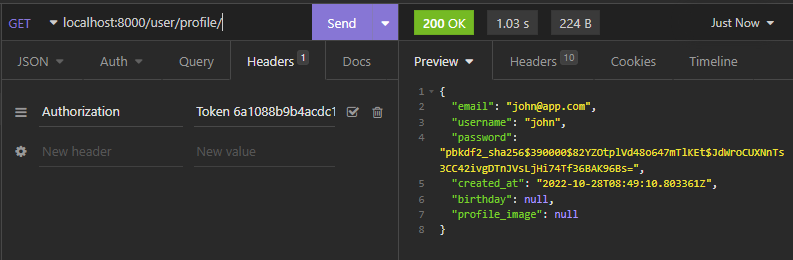 GET localhost:8000/user/profile/ Send 200 OK 1.03 s 224 B Just Now
JSON Auth Query Headers 1 Docs Preview Headers 10 Cookies Timeline
Authorization Token 6a1088b9b4acdc1
New header New value
1 {
2 "email": "john@app.com",
3 "username": "john",
4 "password":
"pbkdf2_sha256$390000$82YZOtplVd48o647mTlKEt$JdWroCUXNnTs
3CC42ivgDTnJVsLjHi74Tf36BAK96Bs=",
5 "created_at": "2022-10-28T08:49:10.803361Z",
6 "birthday": null,
7 "profile_image": null
8 }